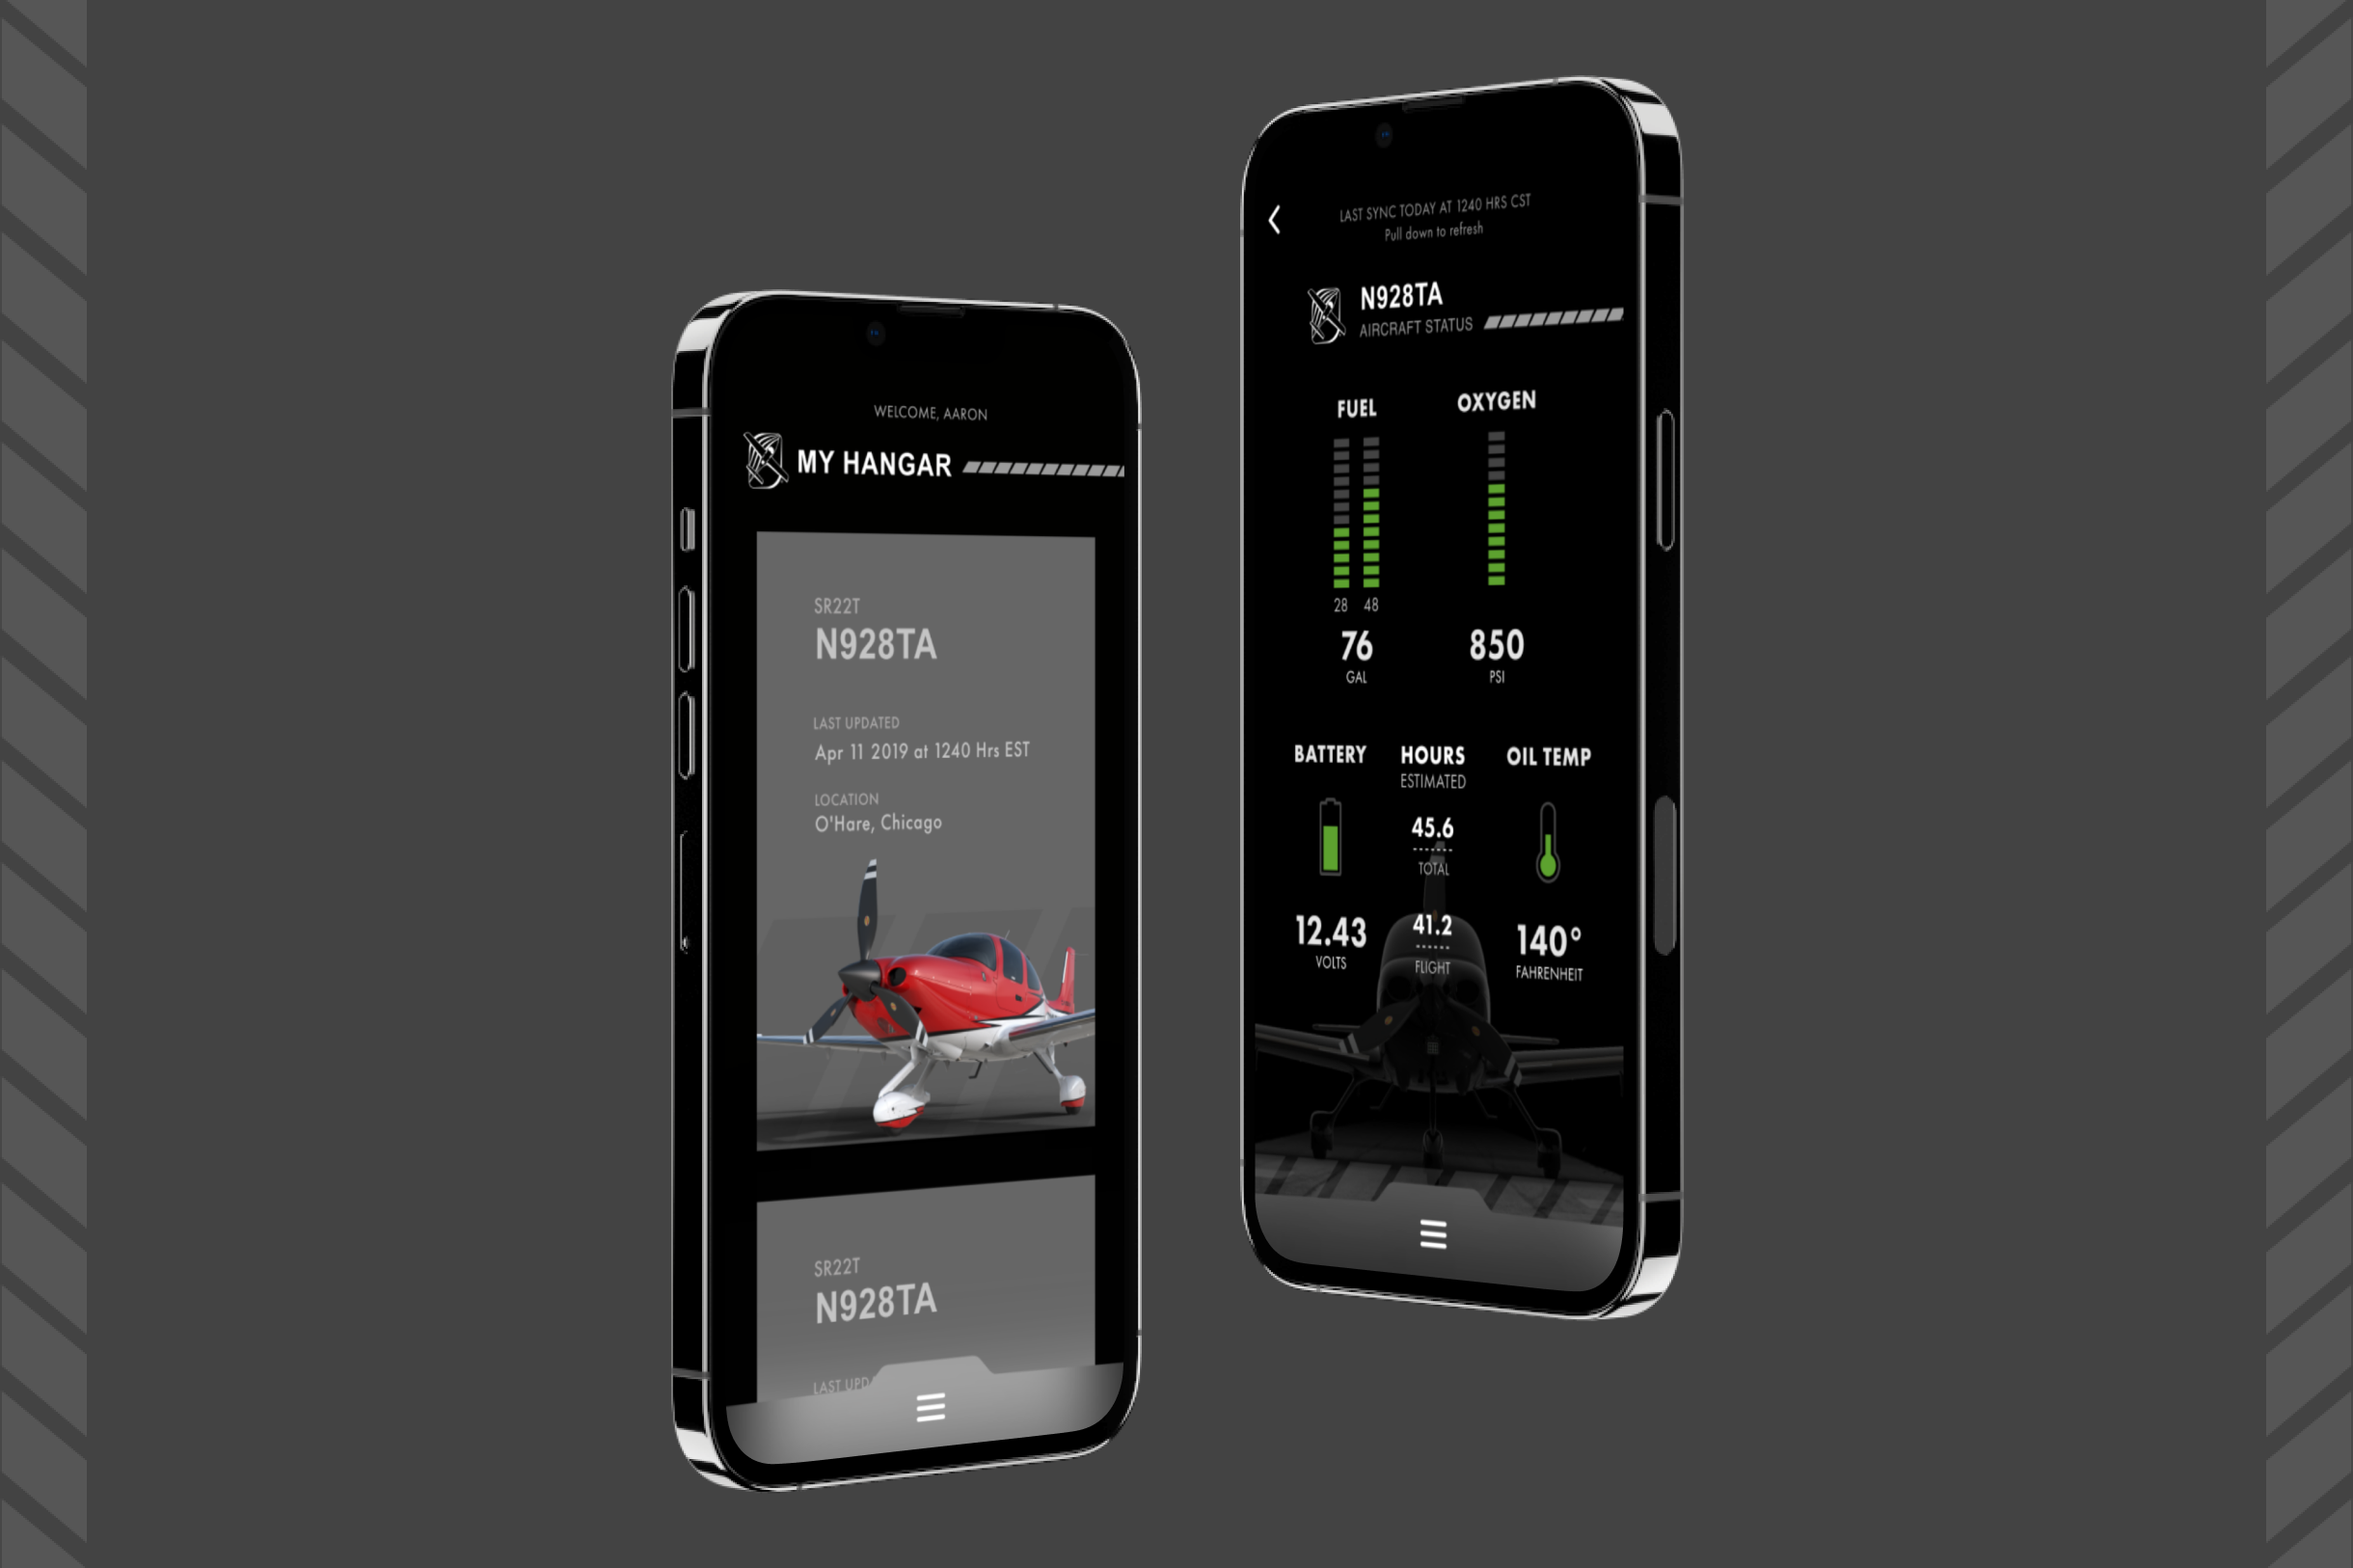 WELCOME, AARON
MY HANGAR
SR22T
N928TA
LAST UPDATED
Apr 11 2019 at 1240 Hrs EST
LOCATION
O'Hare, Chicago
SR22T
N928TA
LAST UPD
LAST SYNC TODAY AT 1240 HRS CST
Pull down to refresh
N928TA
AIRCRAFT STATUS
FUEL
OXYGEN
28 48
76
850
GAL
PSI
BATTERY
HOURS
OIL TEMP
ESTIMATED
45.6
TOTAL
12.43
41.2
140°
VOLTS
FLIGHT
FAHRENHEIT